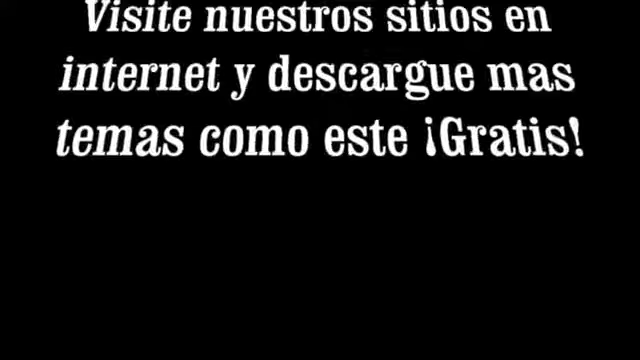 Visite nuestros sitios en
internet y descargue mas
temas como este ¡Gratis!